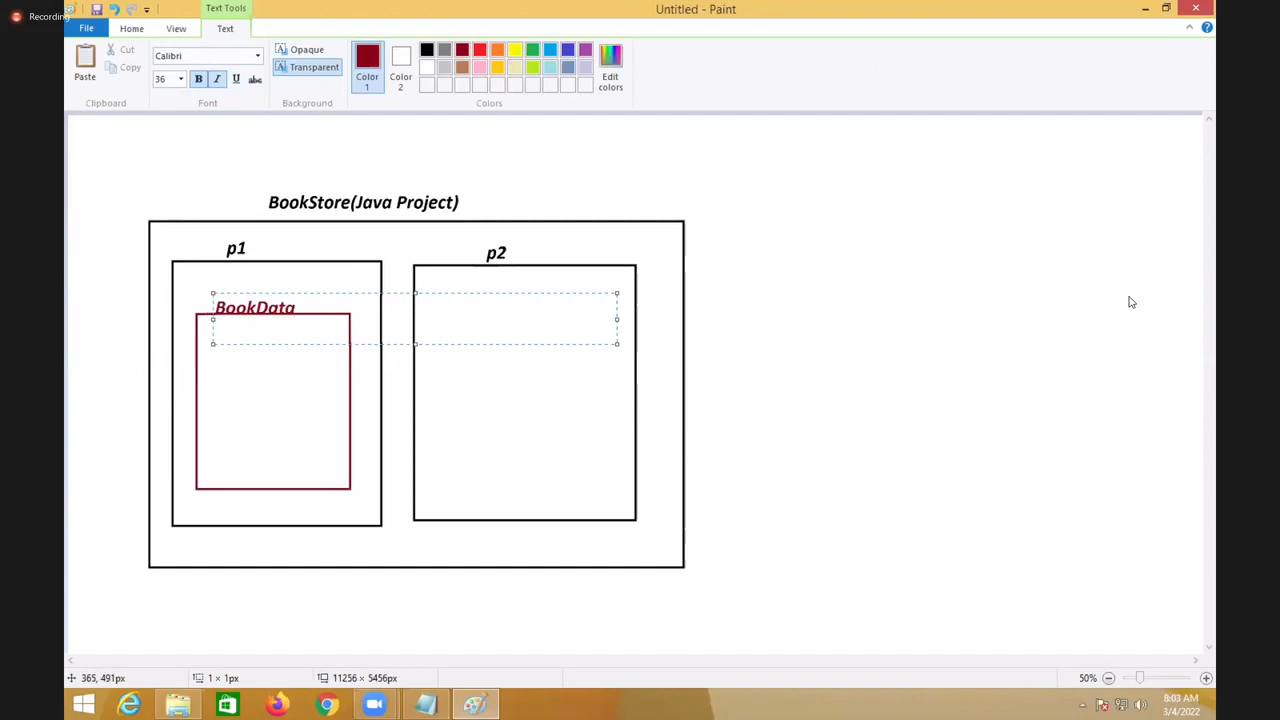 Recording
Text Tools
Untitled - Paint
File
Home
View
Text
Paste
Cut
Copy
Clipboard
Calibri
36
B
I
U
abc
Font
Opaque
Transparent
Background
Color
1
Color
2
Edit
colors
Colors
BookStore(Java Project)
p1
p2
BookData
365, 491px
1 × 1px
11256 × 5456px
50%
8:03 AM
3/4/2022